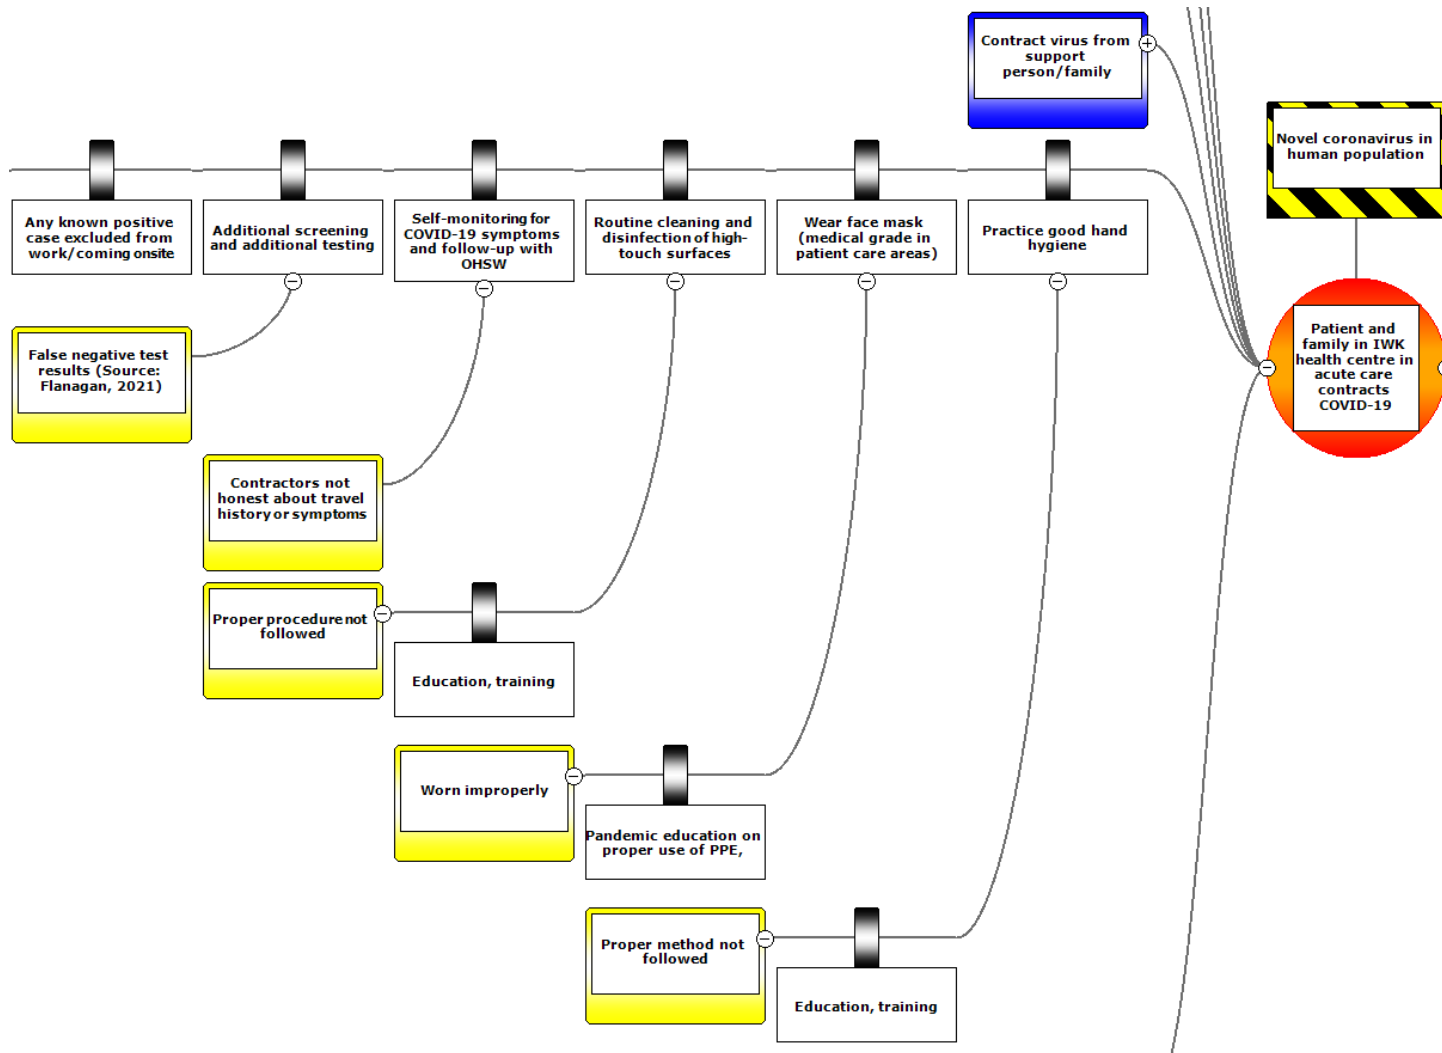 Contract virus from
support
person/family
Novel coronavirus in
human population
Any known positive
case excluded from
work/coming onsite
Additional screening
and additional testing
Self-monitoring for
COVID-19 symptoms
and follow-up with
OHSW
Routine cleaning and
disinfection of high-
touch surfaces
Wear face mask
(medical grade in
patient care areas)
Practice good hand
hygiene
Patient and
family in IWK
health centre in
acute care
contracts
COVID-19
False negative test
results (Source:
Flanagan, 2021)
Contractors not
honest about travel
history or symptoms
Proper procedure not
followed
Education, training
Worn improperly
Pandemic education on
proper use of PPE,
Proper method not
followed
Education, training